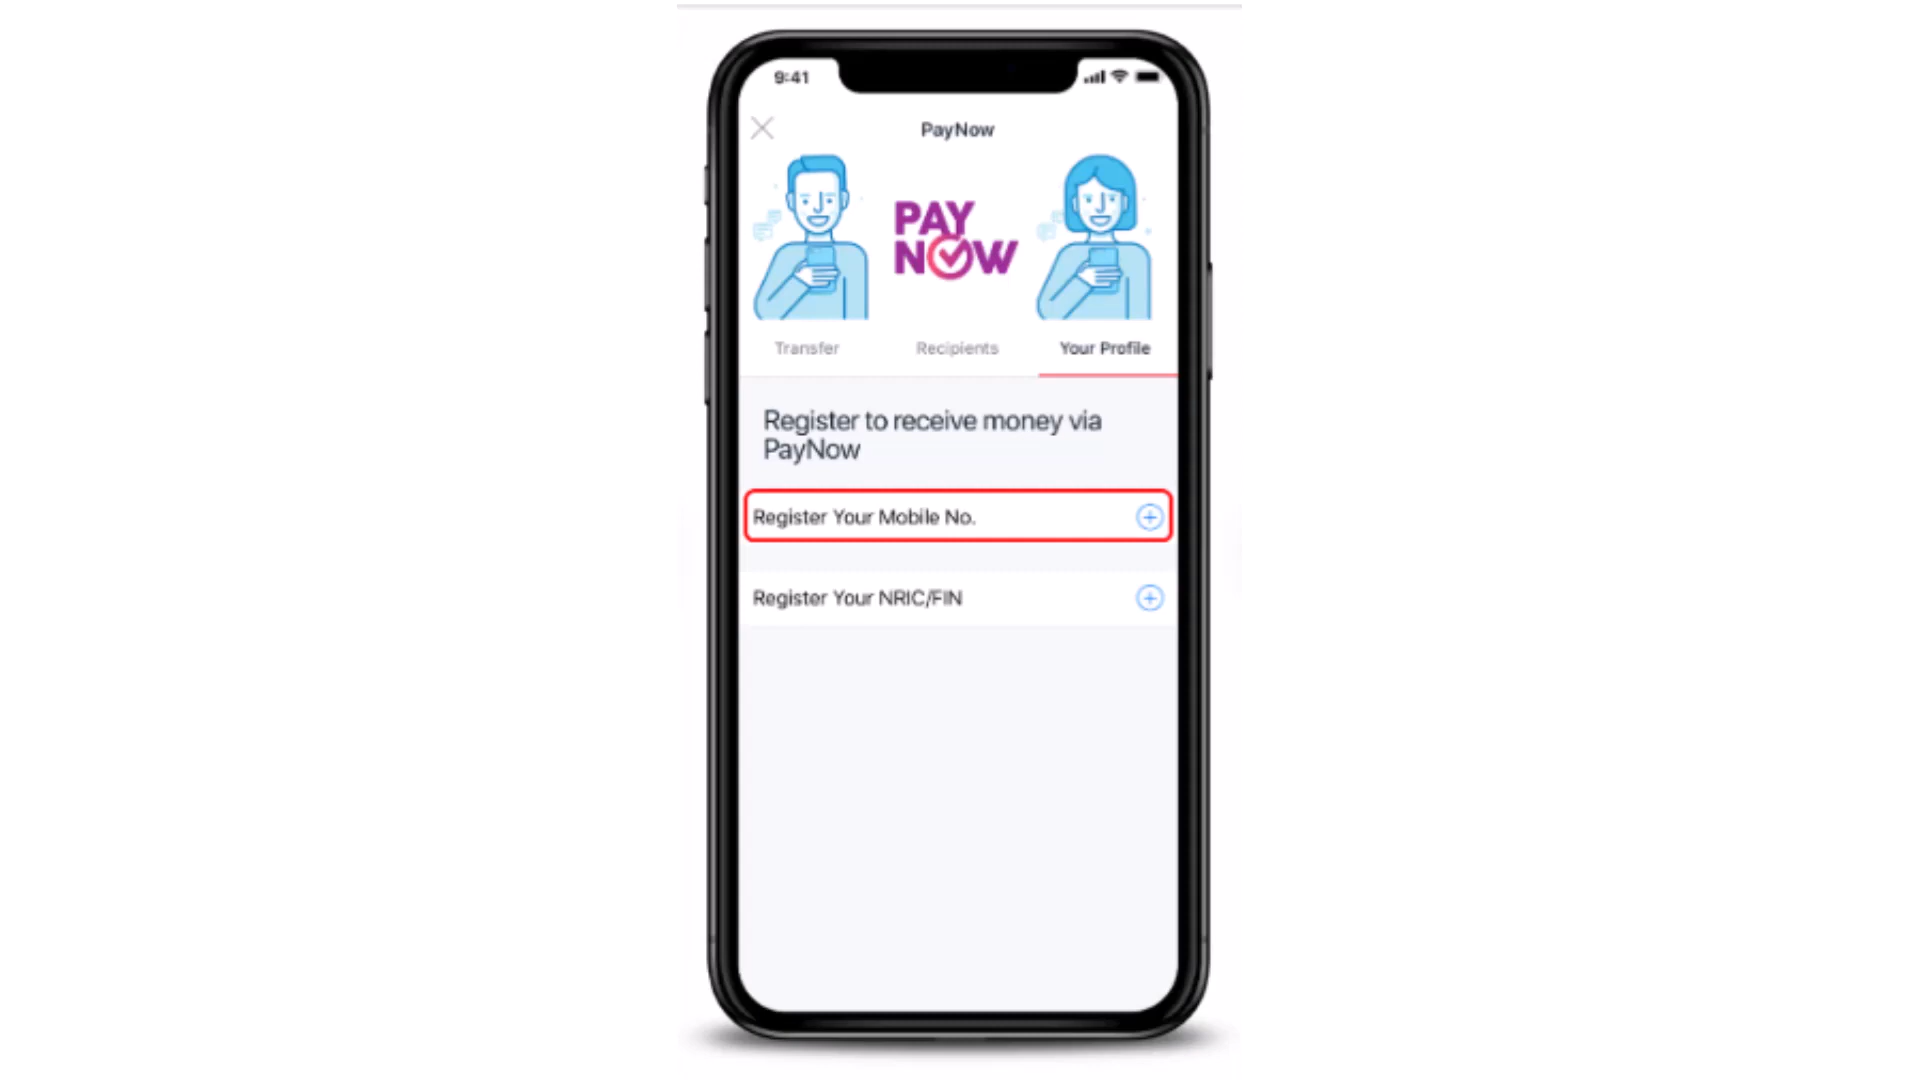 9:41
PayNow
PAY
NOW
Transfer
Recipients
Your Profile
Register to receive money via
PayNow
Register Your Mobile No.
Register Your NRIC/FIN